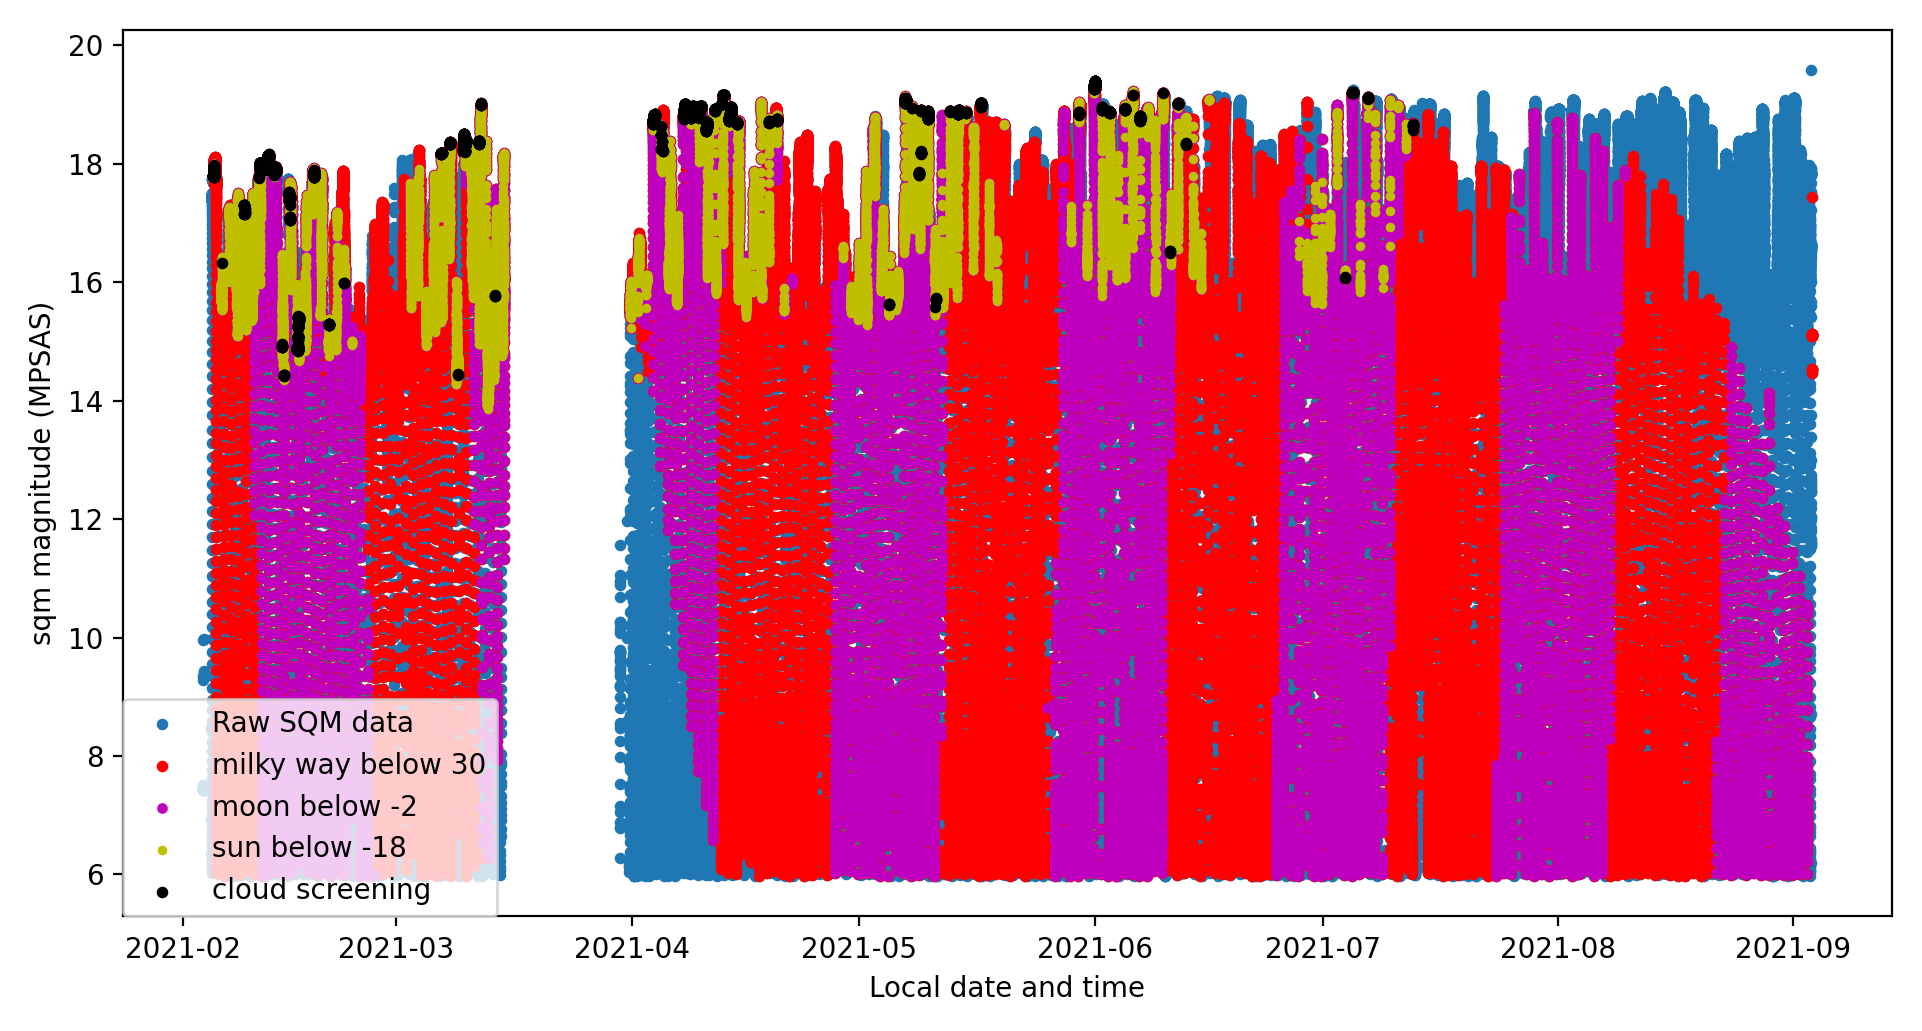 20
18
16
14
12
10
8
6
sqm magnitude (MPSAS)
Raw SQM data
milky way below 30
moon below -2
sun below -18
cloud screening
2021-02
2021-03
2021-04
2021-05
2021-06
2021-07
2021-08
2021-09
Local date and time